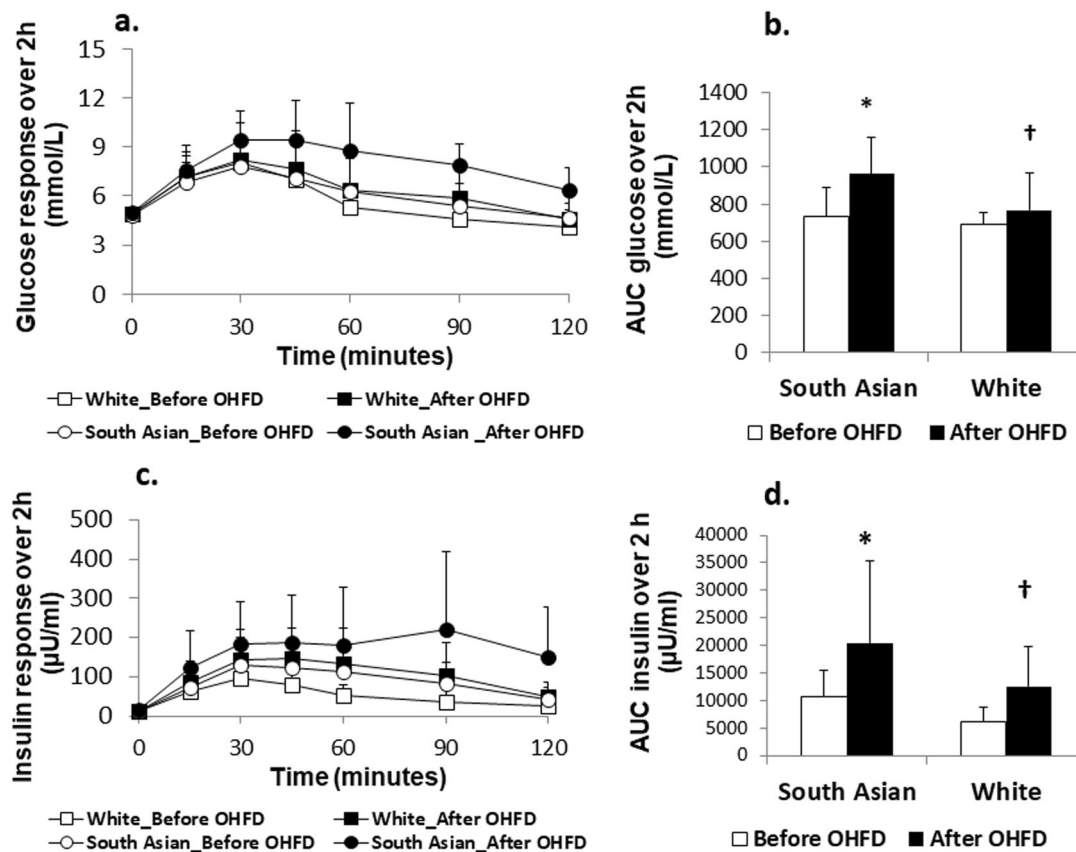 a.
Glucose response over 2h
(mmol/L)
15
12
9
6
3
0
0 30 60 90 120
Time (minutes)
White_Before OHFD White_After OHFD
South Asian_Before OHFD South Asian _After OHFD
b.
AUC glucose over 2h
(mmol/L)
1400
1200
1000
800
600
400
200
0
*
†
South Asian White
Before OHFD After OHFD
c.
Insulin response over 2h
(µU/ml)
500
400
300
200
100
0
0 30 60 90 120
Time (minutes)
White_Before OHFD White_After OHFD
South Asian_Before OHFD South Asian_After OHFD
d.
AUC insulin over 2 h
(µU/ml)
40000
35000
30000
25000
20000
15000
10000
5000
0
*
†
South Asian White
Before OHFD After OHFD